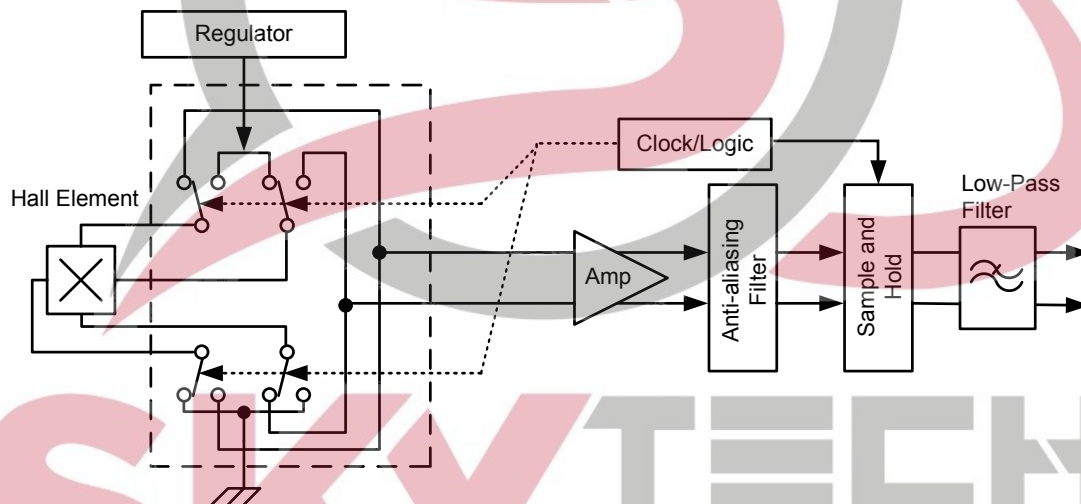 Regulator
Clock/Logic
Hall Element
Low-Pass
Filter
Amp
Anti-aliasing
Filter
Sample and
Hold
SKYTECH